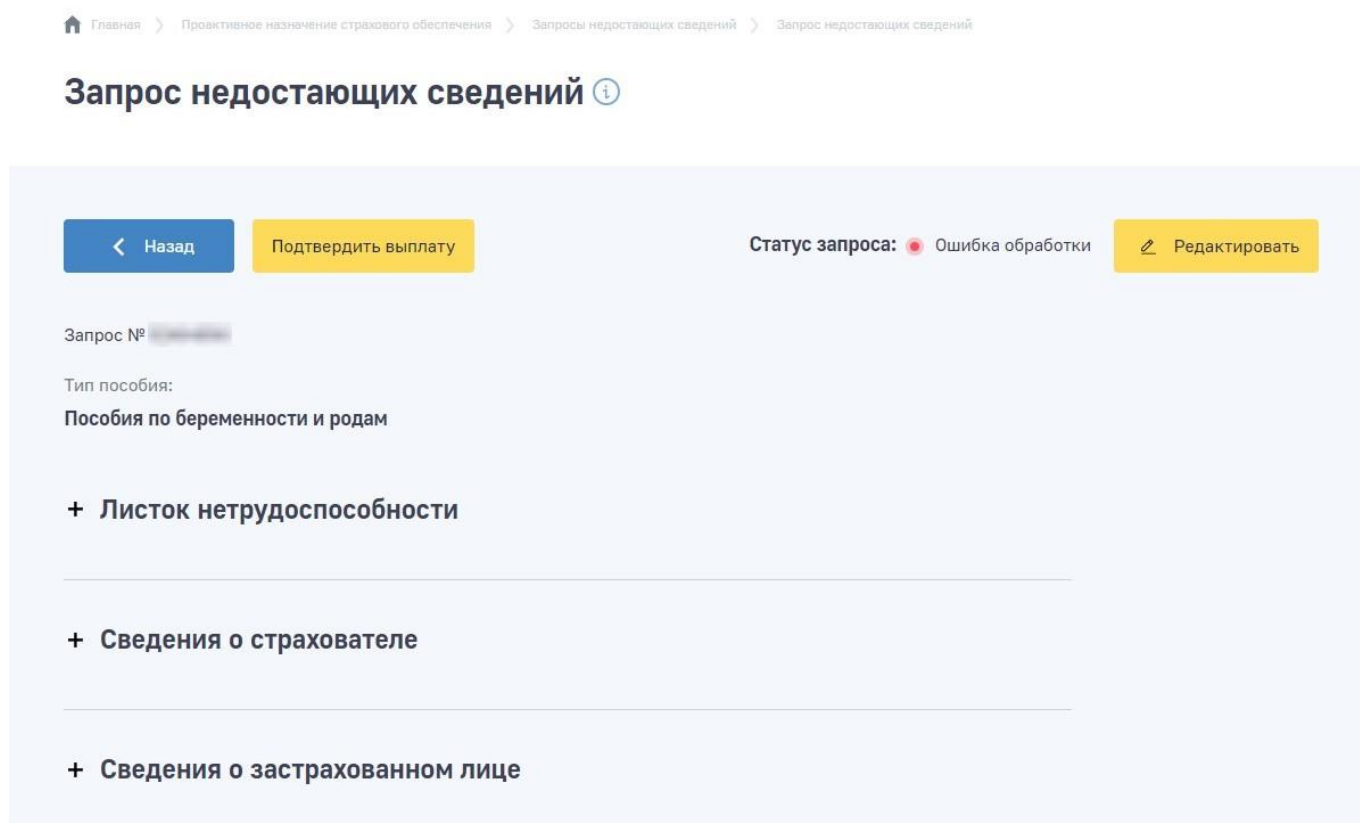 Главная > Проактивное назначение страхового обеспечения > Запросы недостающих сведений > Запрос недостающих сведений
Запрос недостающих сведений
Назад
Подтвердить выплату
Статус запроса: Ошибка обработки
Редактировать
Запрос №
Тип пособия:
Пособия по беременности и родам
+ Листок нетрудоспособности
+ Сведения о страхователе
+ Сведения о застрахованном лице